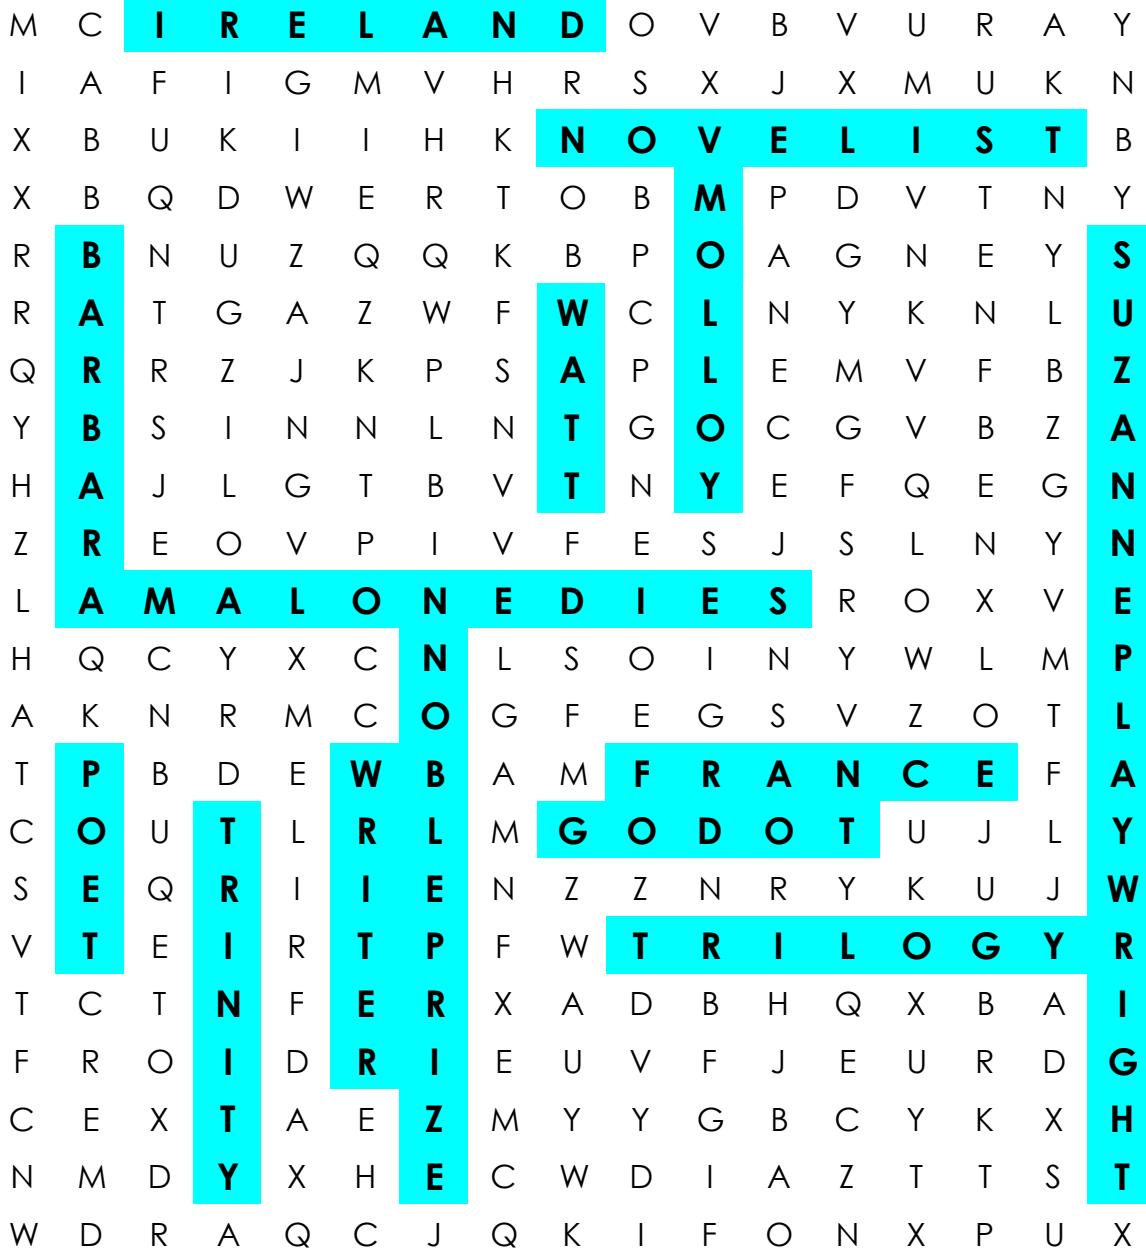 M C I R E L A N D O V B V U R A Y
I A F I G M V H R S X J X M U K N
X B U K I I H K N O V E L I S T B
X B Q D W E R T O B M P D V T N Y
R B N U Z Q Q K B P O A G N E Y S
R A T G A Z W F W C L N Y K N L U
Q R R Z J K P S A P L E M V F B Z
Y B S I N N L N T G O C G V B Z A
H A J L G T B V T N Y E F Q E G N
Z R E O V P I V F E S J S L N Y N
L A M A L O N E D I E S R O X V E
H Q C Y X C N L S O I N Y W L M P
A K N R M C O G F E G S V Z O T L
T P B D E W B A M F R A N C E F A
C O U T L R L M G O D O T U J L Y
S E Q R I I E N Z Z N R Y K U J W
V T E I R T P F W T R I L O G Y R
T C T N F E R X A D B H Q X B A I
F R O I D R I E U V F J E U R D G
C E X T A E Z M Y Y G B C Y K X H
N M D Y X H E C W D I A Z T T S T
W D R A Q C J Q K I F O N X P U X